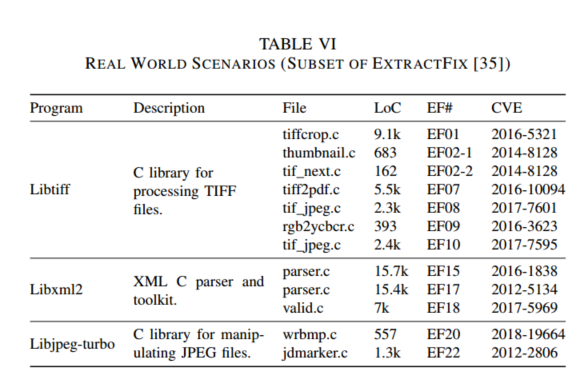 TABLE VI
REAL WORLD SCENARIOS (SUBSET OF EXTRACTFIX [35])
Program Description File LoC EF# CVE
Libtiff C library for processing TIFF files. tiffcrop.c 9.1k EF01 2016-5321
thumbnail.c 683 EF02-1 2014-8128
tif_next.c 162 EF02-2 2014-8128
tiff2pdf.c 5.5k EF07 2016-10094
tif_jpeg.c 2.3k EF08 2017-7601
rgb2ycbcr.c 393 EF09 2016-3623
tif_jpeg.c 2.4k EF10 2017-7595
Libxml2 XML C parser and toolkit. parser.c 15.7k EF15 2016-1838
parser.c 15.4k EF17 2012-5134
valid.c 7k EF18 2017-5969
Libjpeg-turbo C library for manip-ulating JPEG files. wrbmp.c 557 EF20 2018-19664
jdmarker.c 1.3k EF22 2012-2806